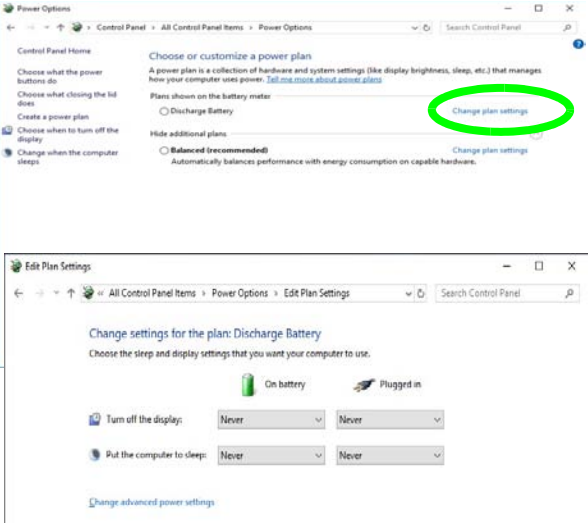 Power Options
Control Panel › All Control Panel Items › Power Options
Search Control Panel
Control Panel Home
Choose what the power
buttons do
Choose what closing the lid
does
Create a power plan
Choose when to turn off the
display
Change when the computer
sleeps
Choose or customize a power plan
A power plan is a collection of hardware and system settings (like display brightness, sleep, etc.) that manages
how your computer uses power. Tell me more about power plans
Plans shown on the battery meter
Discharge Battery Change plan settings
Hide additional plans
Balanced (recommended) Change plan settings
Automatically balances performance with energy consumption on capable hardware.
Edit Plan Settings
« All Control Panel Items › Power Options › Edit Plan Settings
Search Control Panel
Change settings for the plan: Discharge Battery
Choose the sleep and display settings that you want your computer to use.
On battery Plugged in
Turn off the display: Never Never
Put the computer to sleep: Never Never
Change advanced power settings